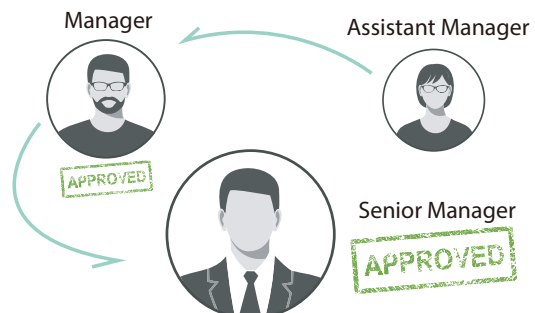 Manager
Assistant Manager
APPROVED
Senior Manager
APPROVED